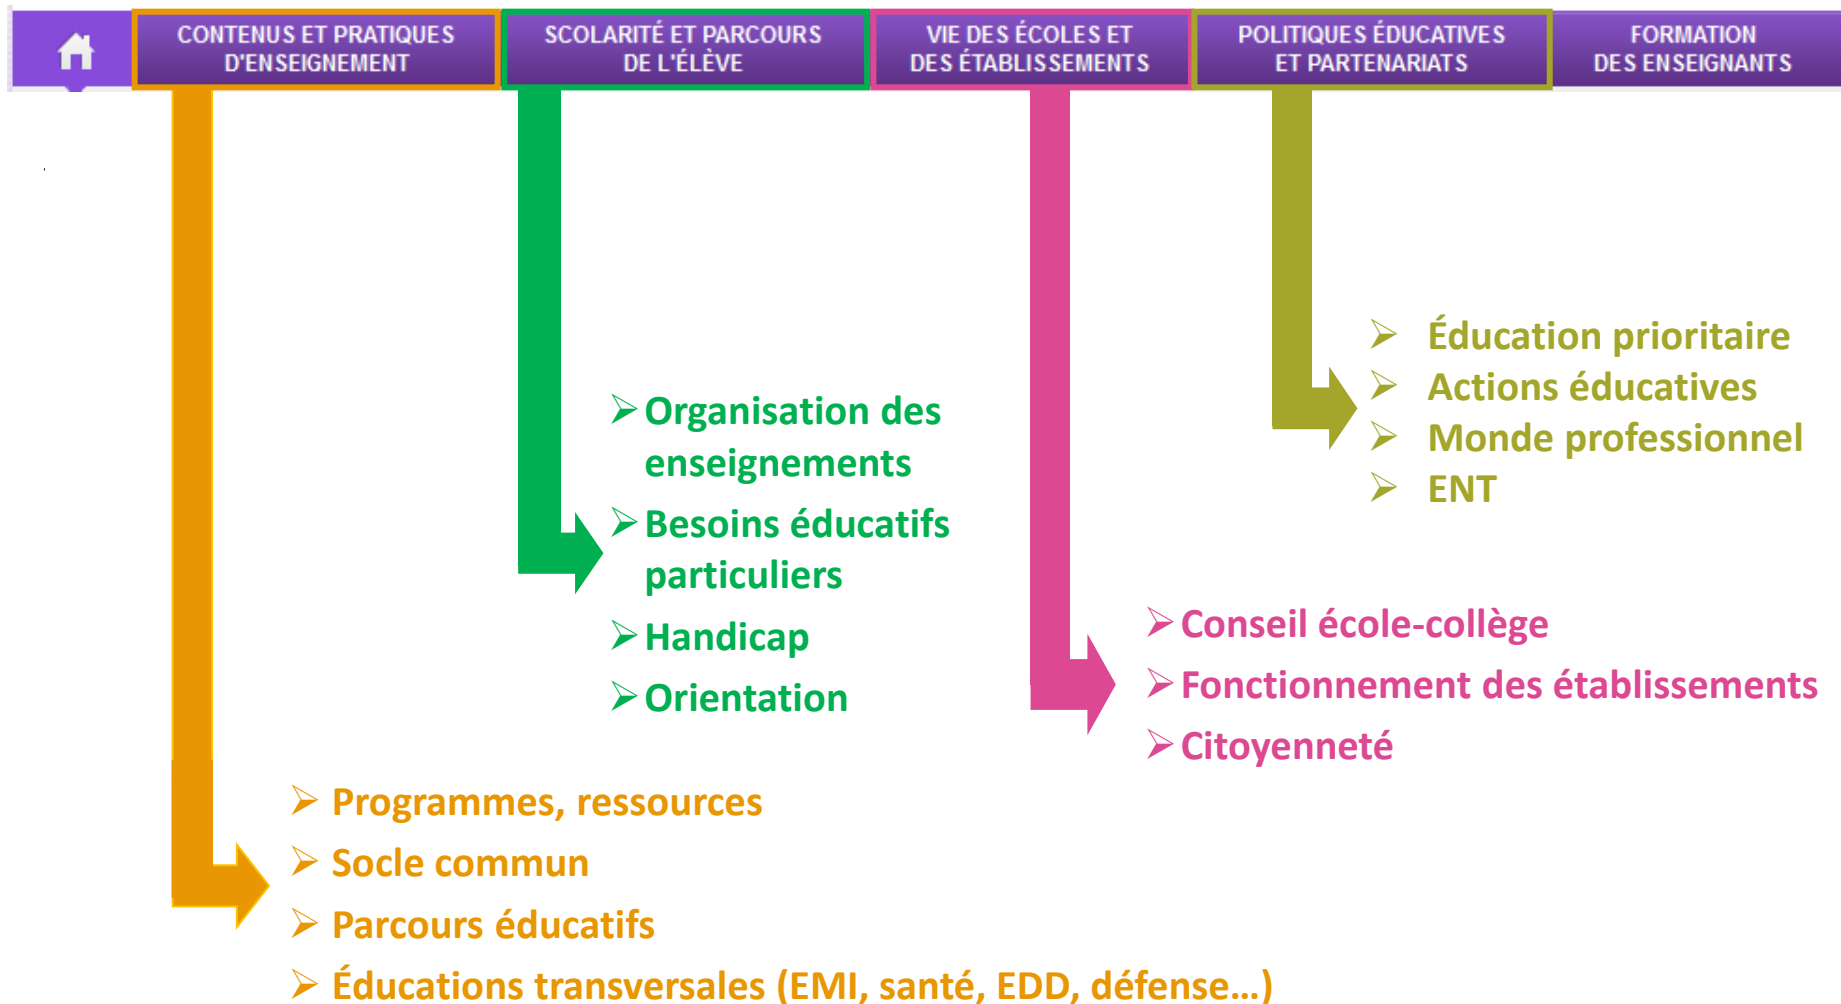 CONTENUS ET PRATIQUES
D'ENSEIGNEMENT
SCOLARITÉ ET PARCOURS
DE L'ÉLÈVE
VIE DES ÉCOLES ET
DES ÉTABLISSEMENTS
POLITIQUES ÉDUCATIVES
ET PARTENARIATS
FORMATION
DES ENSEIGNANTS
Éducation prioritaire
Actions éducatives
Monde professionnel
ENT
Organisation des
enseignements
Besoins éducatifs
particuliers
Handicap
Orientation
Conseil école-collège
Fonctionnement des établissements
Citoyenneté
Programmes, ressources
Socle commun
Parcours éducatifs
Éducations transversales (EMI, santé, EDD, défense…)